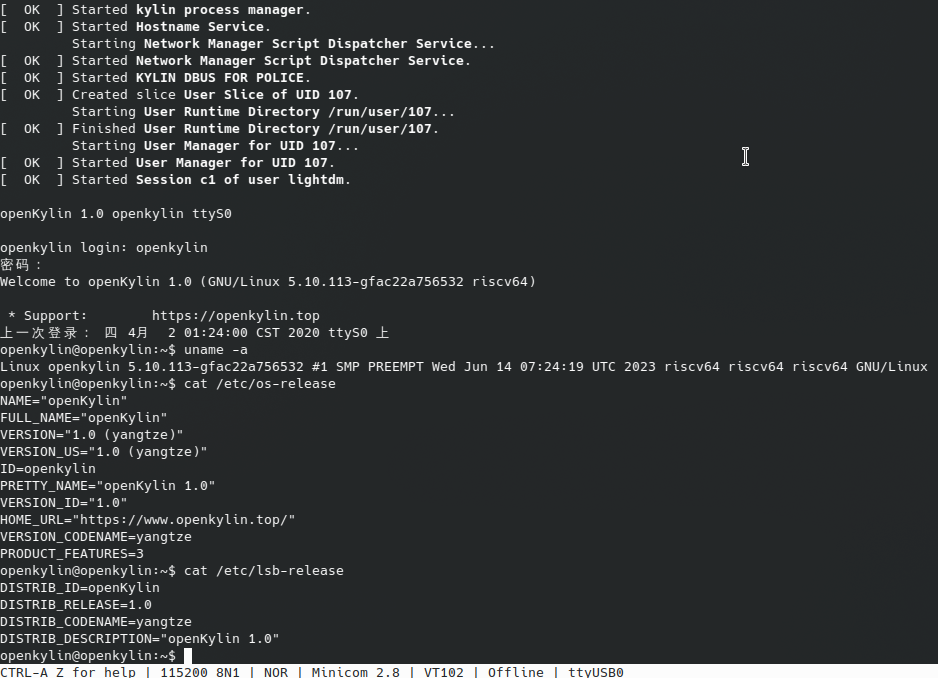 [  OK  ] Started kylin process manager.
[  OK  ] Started Hostname Service.
         Starting Network Manager Script Dispatcher Service...
[  OK  ] Started Network Manager Script Dispatcher Service.
[  OK  ] Started KYLIN DBUS FOR POLICE.
[  OK  ] Created slice User Slice of UID 107.
         Starting User Runtime Directory /run/user/107...
[  OK  ] Finished User Runtime Directory /run/user/107.
         Starting User Manager for UID 107...
[  OK  ] Started User Manager for UID 107.
[  OK  ] Started Session c1 of user lightdm.
openKylin 1.0 openkylin ttyS0
openkylin login: openkylin
密码：
Welcome to openKylin 1.0 (GNU/Linux 5.10.113-gfac22a756532 riscv64)
 * Support:        https://openkylin.top
上一次登录： 四 4月  2 01:24:00 CST 2020 ttyS0 上
openkylin@openkylin:~$ uname -a
Linux openkylin 5.10.113-gfac22a756532 #1 SMP PREEMPT Wed Jun 14 07:24:19 UTC 2023 riscv64 riscv64 riscv64 GNU/Linux
openkylin@openkylin:~$ cat /etc/os-release
NAME="openKylin"
FULL_NAME="openKylin"
VERSION="1.0 (yangtze)"
VERSION_US="1.0 (yangtze)"
ID=openkylin
PRETTY_NAME="openKylin 1.0"
VERSION_ID="1.0"
HOME_URL="https://www.openkylin.top/"
VERSION_CODENAME=yangtze
PRODUCT_FEATURES=3
openkylin@openkylin:~$ cat /etc/lsb-release
DISTRIB_ID=openKylin
DISTRIB_RELEASE=1.0
DISTRIB_CODENAME=yangtze
DISTRIB_DESCRIPTION="openKylin 1.0"
openkylin@openkylin:~$
CTRL-A Z for help | 115200 8N1 | NOR | Minicom 2.8 | VT102 | Offline | ttyUSB0